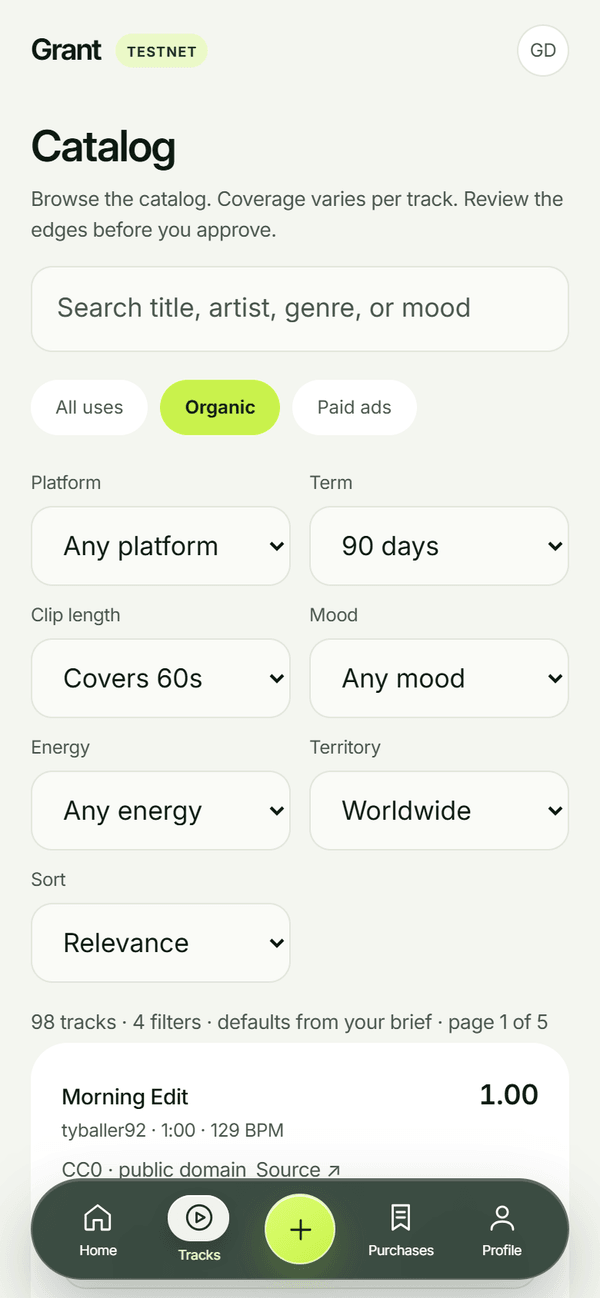 Grant TESTNET GD
Catalog
Browse the catalog. Coverage varies per track. Review the
edges before you approve.
Search title, artist, genre, or mood
All uses Organic Paid ads
Platform Term
Any platform 90 days
Clip length Mood
Covers 60s Any mood
Energy Territory
Any energy Worldwide
Sort
Relevance
98 tracks · 4 filters · defaults from your brief · page 1 of 5
Morning Edit 1.00
tyballer92 · 1:00 · 129 BPM
CC0 · public domain Source ↗
Home Tracks + Purchases Profile